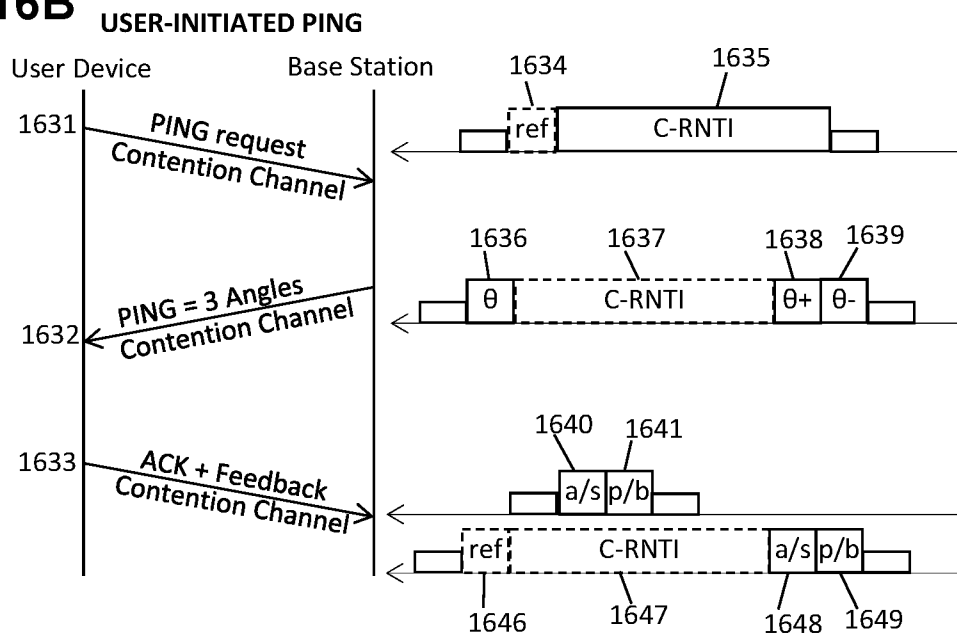 16B
USER-INITIATED PING
User Device
Base Station
1634
1635
1631
PING request
Contention Channel
ref
C-RNTI
1636
1637
1638
1639
PING = 3 Angles
Contention Channel
1632
θ
C-RNTI
θ+
θ-
1640
1641
1633
ACK + Feedback
Contention Channel
a/s
p/b
ref
C-RNTI
a/s
p/b
1646
1647
1648
1649